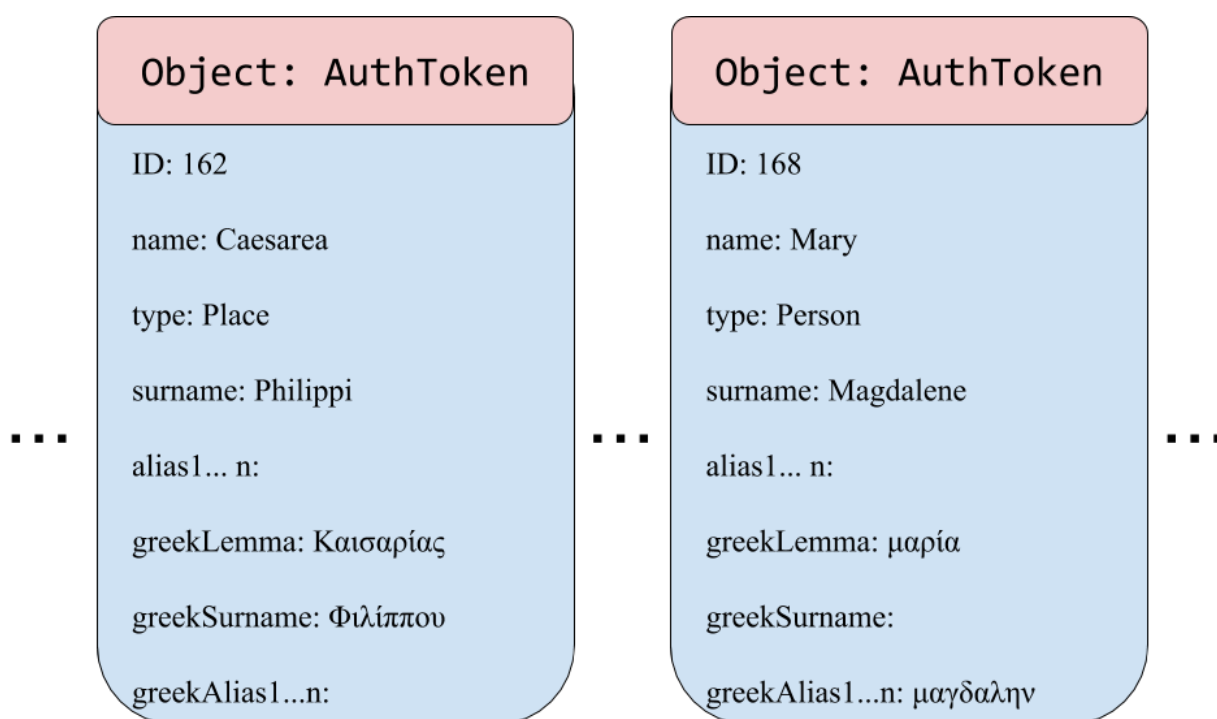 Object: AuthToken
ID: 162
name: Caesarea
type: Place
surname: Philippi
alias1... n:
greekLemma: Καισαρίας
greekSurname: Φιλίππου
greekAlias1...n:
Object: AuthToken
ID: 168
name: Mary
type: Person
surname: Magdalene
alias1... n:
greekLemma: μαρία
greekSurname:
greekAlias1...n: μαγδαλην